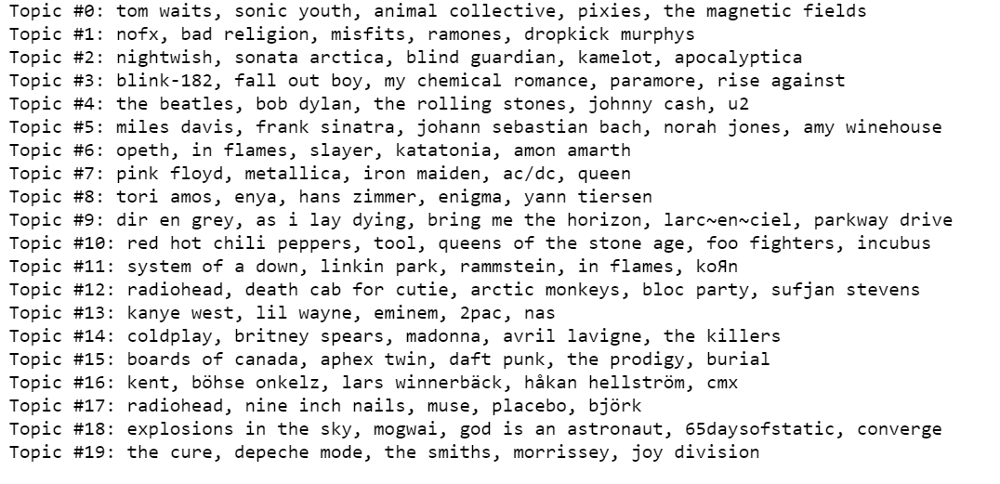 Topic #0: tom waits, sonic youth, animal collective, pixies, the magnetic fields
Topic #1: nofx, bad religion, misfits, ramones, dropkick murphys
Topic #2: nightwish, sonata arctica, blind guardian, kamelot, apocalyptica
Topic #3: blink-182, fall out boy, my chemical romance, paramore, rise against
Topic #4: the beatles, bob dylan, the rolling stones, johnny cash, u2
Topic #5: miles davis, frank sinatra, johann sebastian bach, norah jones, amy winehouse
Topic #6: opeth, in flames, slayer, katatonia, amon amarth
Topic #7: pink floyd, metallica, iron maiden, ac/dc, queen
Topic #8: tori amos, enya, hans zimmer, enigma, yann tiersen
Topic #9: dir en grey, as i lay dying, bring me the horizon, larc~en~ciel, parkway drive
Topic #10: red hot chili peppers, tool, queens of the stone age, foo fighters, incubus
Topic #11: system of a down, linkin park, rammstein, in flames, koЯn
Topic #12: radiohead, death cab for cutie, arctic monkeys, bloc party, sufjan stevens
Topic #13: kanye west, lil wayne, eminem, 2pac, nas
Topic #14: coldplay, britney spears, madonna, avril lavigne, the killers
Topic #15: boards of canada, aphex twin, daft punk, the prodigy, burial
Topic #16: kent, böhse onkelz, lars winnerbäck, håkan hellström, cmx
Topic #17: radiohead, nine inch nails, muse, placebo, björk
Topic #18: explosions in the sky, mogwai, god is an astronaut, 65daysofstatic, converge
Topic #19: the cure, depeche mode, the smiths, morrissey, joy division